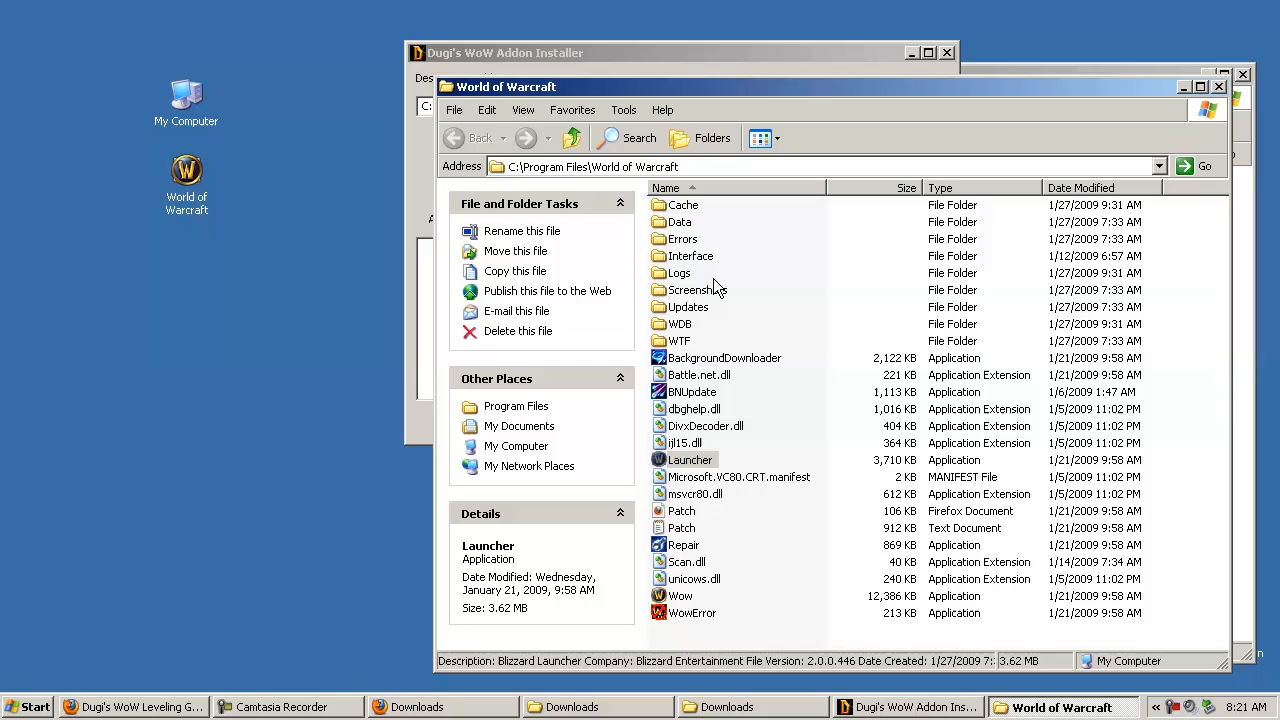 My Computer
World of
Warcraft
Dugi's WoW Addon Installer
Des
C:
World of Warcraft
File Edit View Favorites Tools Help
Back Search Folders
Address C:\Program Files\World of Warcraft Go
File and Folder Tasks
Rename this file
Move this file
Copy this file
Publish this file to the Web
E-mail this file
Delete this file
Other Places
Program Files
My Documents
My Computer
My Network Places
Details
Launcher
Application
Date Modified: Wednesday,
January 21, 2009, 9:58 AM
Size: 3.62 MB
Name Size Type Date Modified
Cache File Folder 1/27/2009 9:31 AM
Data File Folder 1/27/2009 7:33 AM
Errors File Folder 1/27/2009 7:33 AM
Interface File Folder 1/12/2009 6:57 AM
Logs File Folder 1/27/2009 9:31 AM
Screenshots File Folder 1/27/2009 7:33 AM
Updates File Folder 1/27/2009 7:33 AM
WDB File Folder 1/27/2009 9:31 AM
WTF File Folder 1/27/2009 7:33 AM
BackgroundDownloader 2,122 KB Application 1/21/2009 9:58 AM
Battle.net.dll 221 KB Application Extension 1/21/2009 9:58 AM
BNUpdate 1,113 KB Application 1/6/2009 1:47 AM
dbghelp.dll 1,016 KB Application Extension 1/5/2009 11:02 PM
DivxDecoder.dll 404 KB Application Extension 1/5/2009 11:02 PM
ijl15.dll 364 KB Application Extension 1/5/2009 11:02 PM
Launcher 3,710 KB Application 1/21/2009 9:58 AM
Microsoft.VC80.CRT.manifest 2 KB MANIFEST File 1/5/2009 11:02 PM
msvcr80.dll 612 KB Application Extension 1/5/2009 11:02 PM
Patch 106 KB Firefox Document 1/21/2009 9:58 AM
Patch 912 KB Text Document 1/21/2009 9:58 AM
Repair 869 KB Application 1/21/2009 9:58 AM
Scan.dll 40 KB Application Extension 1/14/2009 7:34 AM
unicows.dll 240 KB Application Extension 1/5/2009 11:02 PM
Wow 12,386 KB Application 1/21/2009 9:58 AM
WowError 213 KB Application 1/21/2009 9:58 AM
Description: Blizzard Launcher Company: Blizzard Entertainment File Version: 2.0.0.446 Date Created: 1/27/2009 7: 3.62 MB My Computer
Start Dugi's WoW Leveling G... Camtasia Recorder Downloads Downloads Downloads Dugi's WoW Addon Ins... World of Warcraft « 8:21 AM